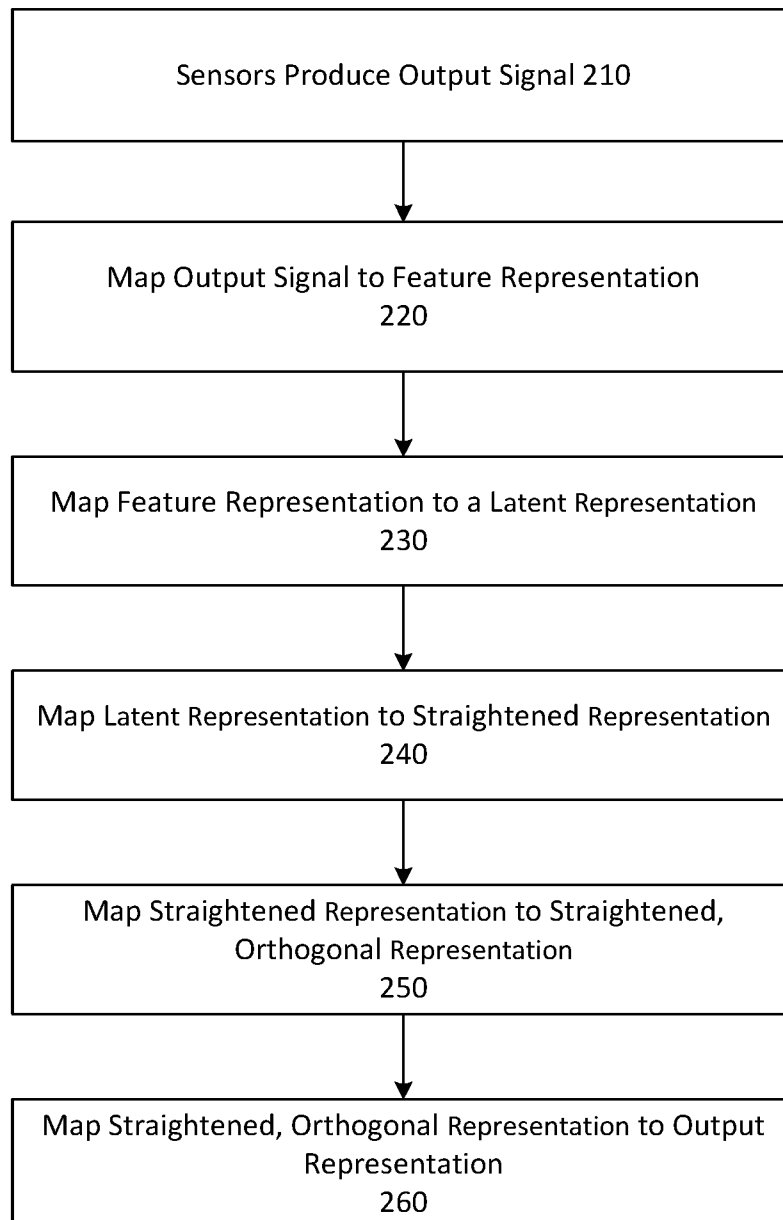 Sensors Produce Output Signal 210
Map Output Signal to Feature Representation
220
Map Feature Representation to a Latent Representation
230
Map Latent Representation to Straightened Representation
240
Map Straightened Representation to Straightened,
Orthogonal Representation
250
Map Straightened, Orthogonal Representation to Output
Representation
260